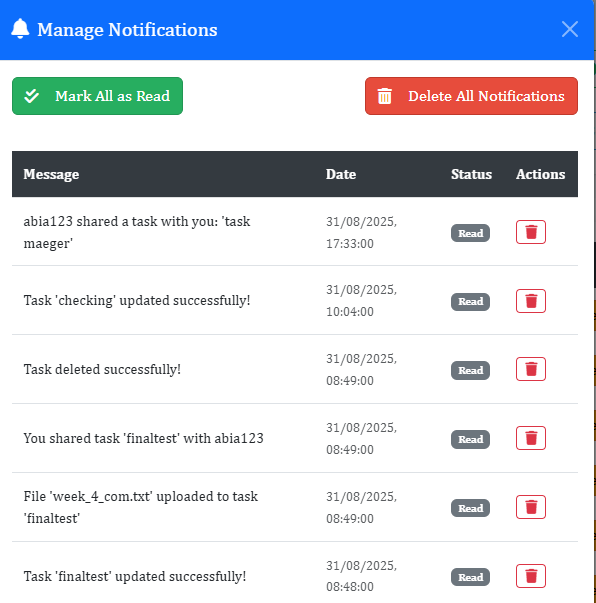 Manage Notifications
Mark All as Read
Delete All Notifications
Message Date Status Actions
abia123 shared a task with you: 'task
maeger'
31/08/2025,
17:33:00
Read
Task 'checking' updated successfully!
31/08/2025,
10:04:00
Read
Task deleted successfully!
31/08/2025,
08:49:00
Read
You shared task 'finaltest' with abia123
31/08/2025,
08:49:00
Read
File 'week_4_com.txt' uploaded to task
'finaltest'
31/08/2025,
08:49:00
Read
Task 'finaltest' updated successfully!
31/08/2025,
08:48:00
Read